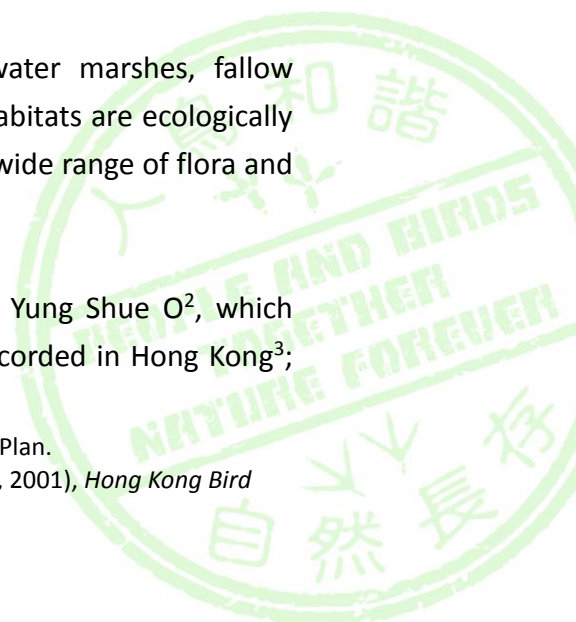 water marshes, fallow
abitats are ecologically
wide range of flora and
Yung Shue O², which
corded in Hong Kong³;
Plan.
, 2001), Hong Kong Bird
人鳥和諧
PEOPLE AND BIRDS
TOGETHER
NATURE FOREVER
自然長存